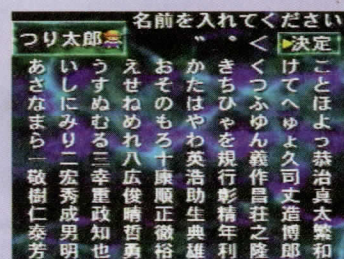 名前を入れてください
つり太郎 ゛ ゜ く ▶決定
あいうえおかきくけこ
さしすせそたちつてと
なにぬねのはひふへほ
まみむめもやゃゆゅよ
らりるれろわをんょっ
一二三八十英規義久恭
敬宏幸広康浩行作司治
樹秀重俊順助彰昌丈真
仁成政晴正生精荘造太
泰男知哲徹典年之博繁
芳明也勇裕雄利隆郎和